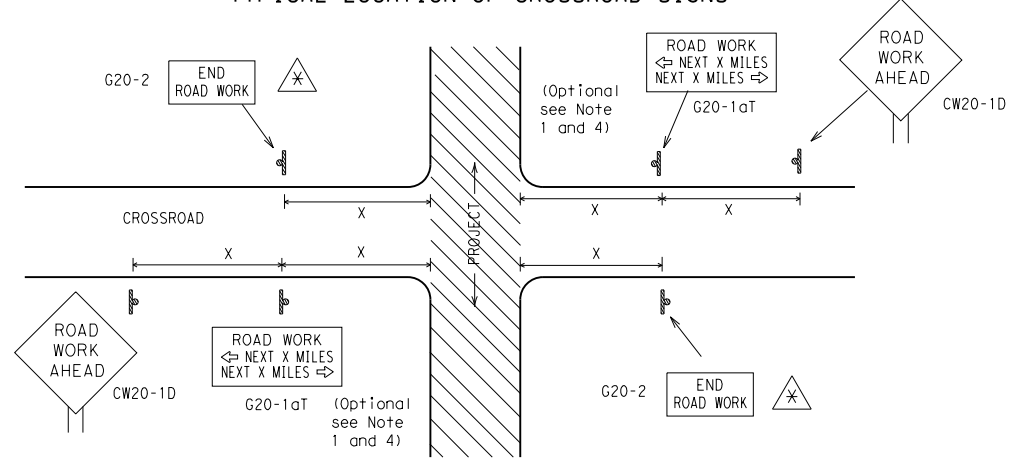 TYPICAL LOCATION OF CROSSROAD SIGNS
G20-2
END
ROAD WORK
(Optional
see Note
1 and 4)
ROAD WORK
⇦ NEXT X MILES
NEXT X MILES ⇨
G20-1aT
ROAD
WORK
AHEAD
CW20-1D
X
X
X
CROSSROAD
PROJECT
X
X
X
ROAD
WORK
AHEAD
CW20-1D
ROAD WORK
⇦ NEXT X MILES
NEXT X MILES ⇨
G20-1aT
(Optional
see Note
1 and 4)
G20-2
END
ROAD WORK